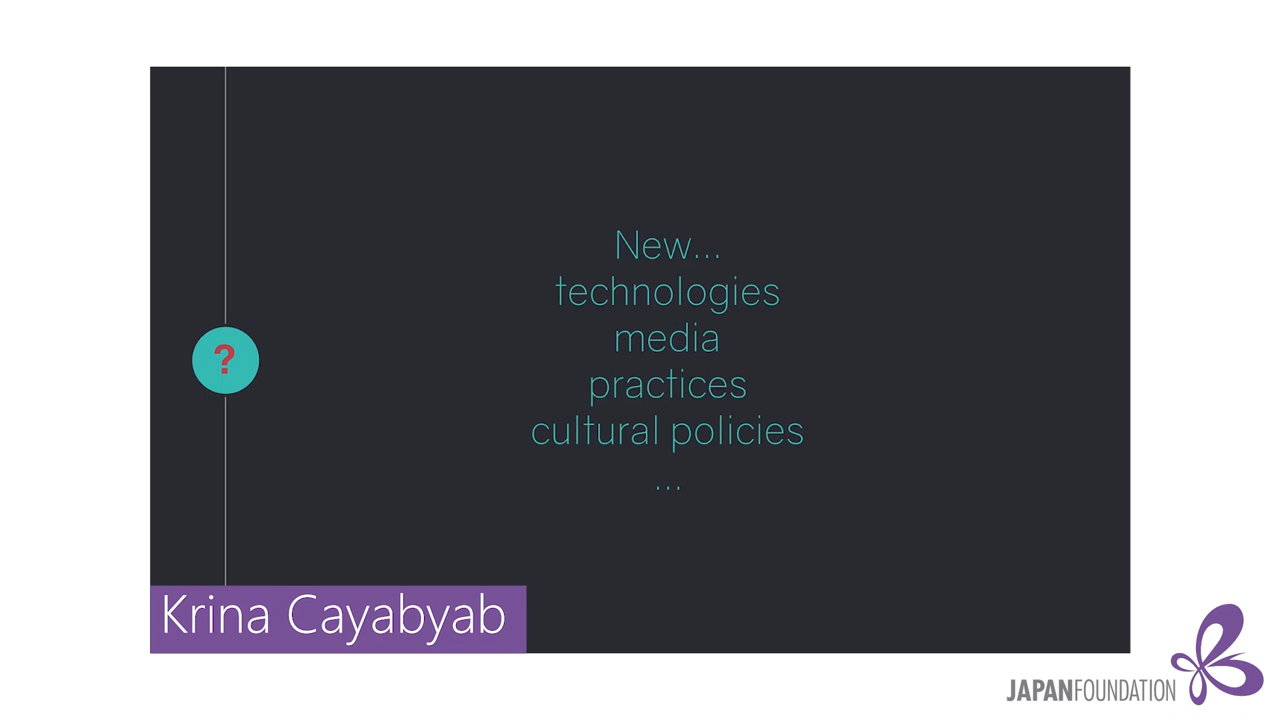 New...
technologies
media
practices
cultural policies
...
?
Krina Cayabyab
JAPANFOUNDATION